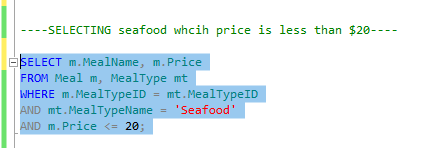 ----SELECTING seafood whcih price is less than $20----
SELECT m.MealName, m.Price
FROM Meal m, MealType mt
WHERE m.MealTypeID = mt.MealTypeID
AND mt.MealTypeName = 'Seafood'
AND m.Price <= 20;